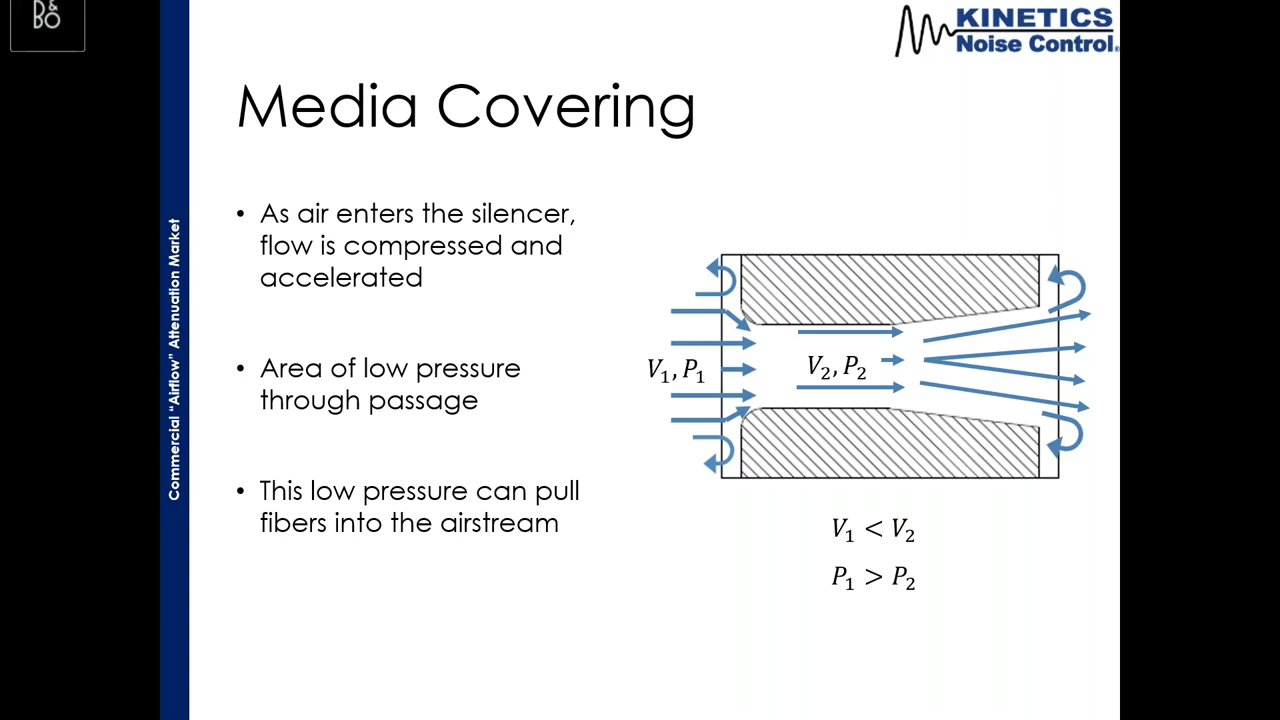 B&
BO
KINETICS
Noise Control®
Media Covering
Commercial “Airflow” Attenuation Market
• As air enters the silencer,
flow is compressed and
accelerated
• Area of low pressure
through passage
• This low pressure can pull
fibers into the airstream
V₁, P₁
V₂, P₂
V₁ < V₂
P₁ > P₂